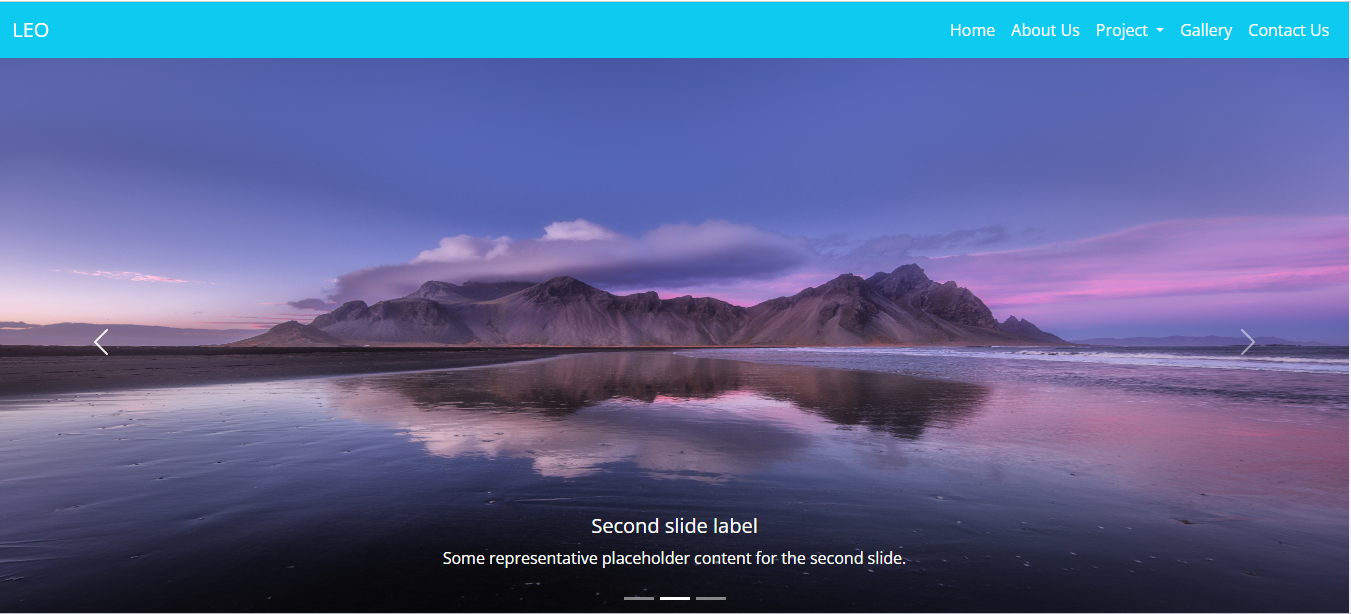 LEO Home About Us Project Gallery Contact Us
Second slide label
Some representative placeholder content for the second slide.